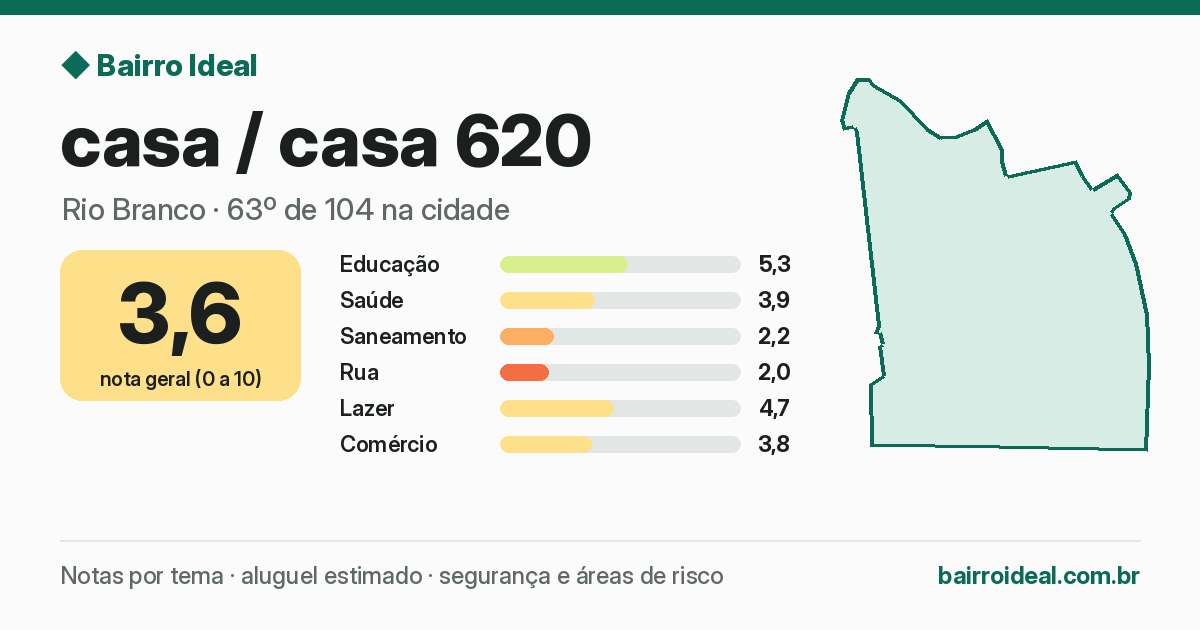 Bairro Ideal
casa / casa 620
Rio Branco · 63º de 104 na cidade
3,6
nota geral (0 a 10)
Educação 5,3
Saúde 3,9
Saneamento 2,2
Rua 2,0
Lazer 4,7
Comércio 3,8
Notas por tema · aluguel estimado · segurança e áreas de risco
bairroideal.com.br